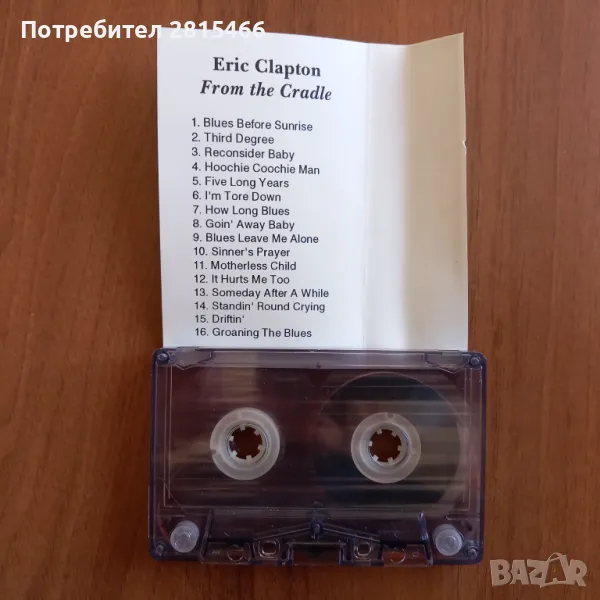 Потребител 2815466
Eric Clapton
From the Cradle
1. Blues Before Sunrise
2. Third Degree
3. Reconsider Baby
4. Hoochie Coochie Man
5. Five Long Years
6. I'm Tore Down
7. How Long Blues
8. Goin' Away Baby
9. Blues Leave Me Alone
10. Sinner's Prayer
11. Motherless Child
12. It Hurts Me Too
13. Someday After A While
14. Standin' Round Crying
15. Driftin'
16. Groaning The Blues
BAZAR